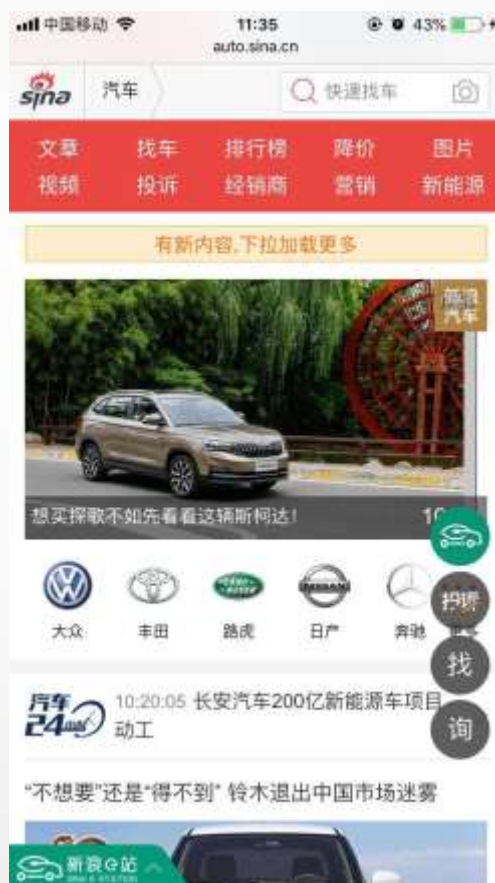 中国移动 11:35 43%
auto.sina.cn
sina 汽车 快速找车
文章 找车 排行榜 降价 图片
视频 投诉 经销商 营销 新能源
有新内容,下拉加载更多
新浪
汽车
想买探歌不如先看看这辆斯柯达!
大众 丰田 路虎 日产 奔驰
投诉
找
询
汽车 10:20:05 长安汽车200亿新能源车项目
24 动工
“不想要”还是“得不到” 铃木退出中国市场迷雾
新浪e站